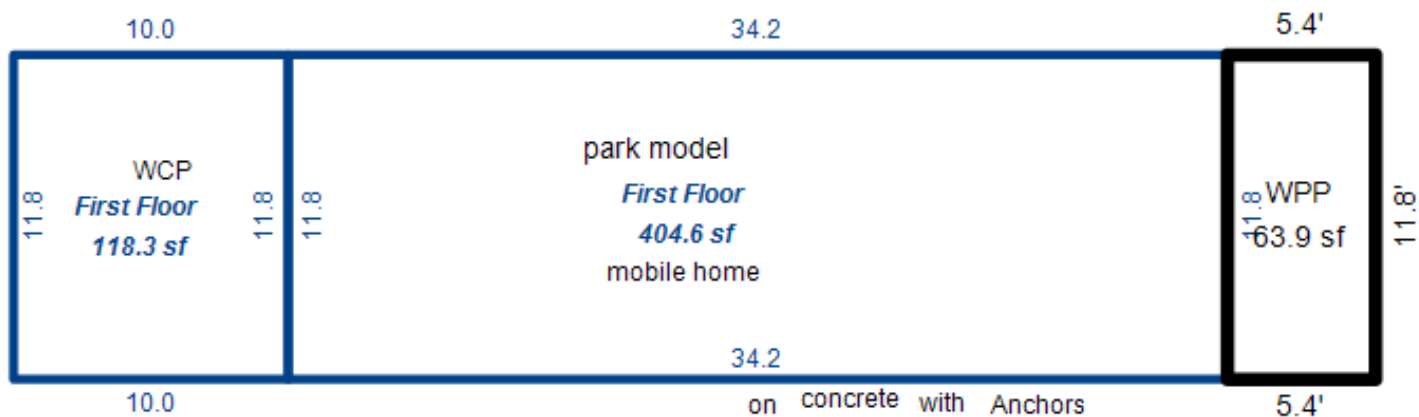 10.0
34.2
5.4'
11.8
WCP
First Floor
118.3 sf
11.8
11.8
park model
First Floor
404.6 sf
mobile home
11.8
WPP
63.9 sf
11.8'
34.2
10.0
on concrete with Anchors
5.4'